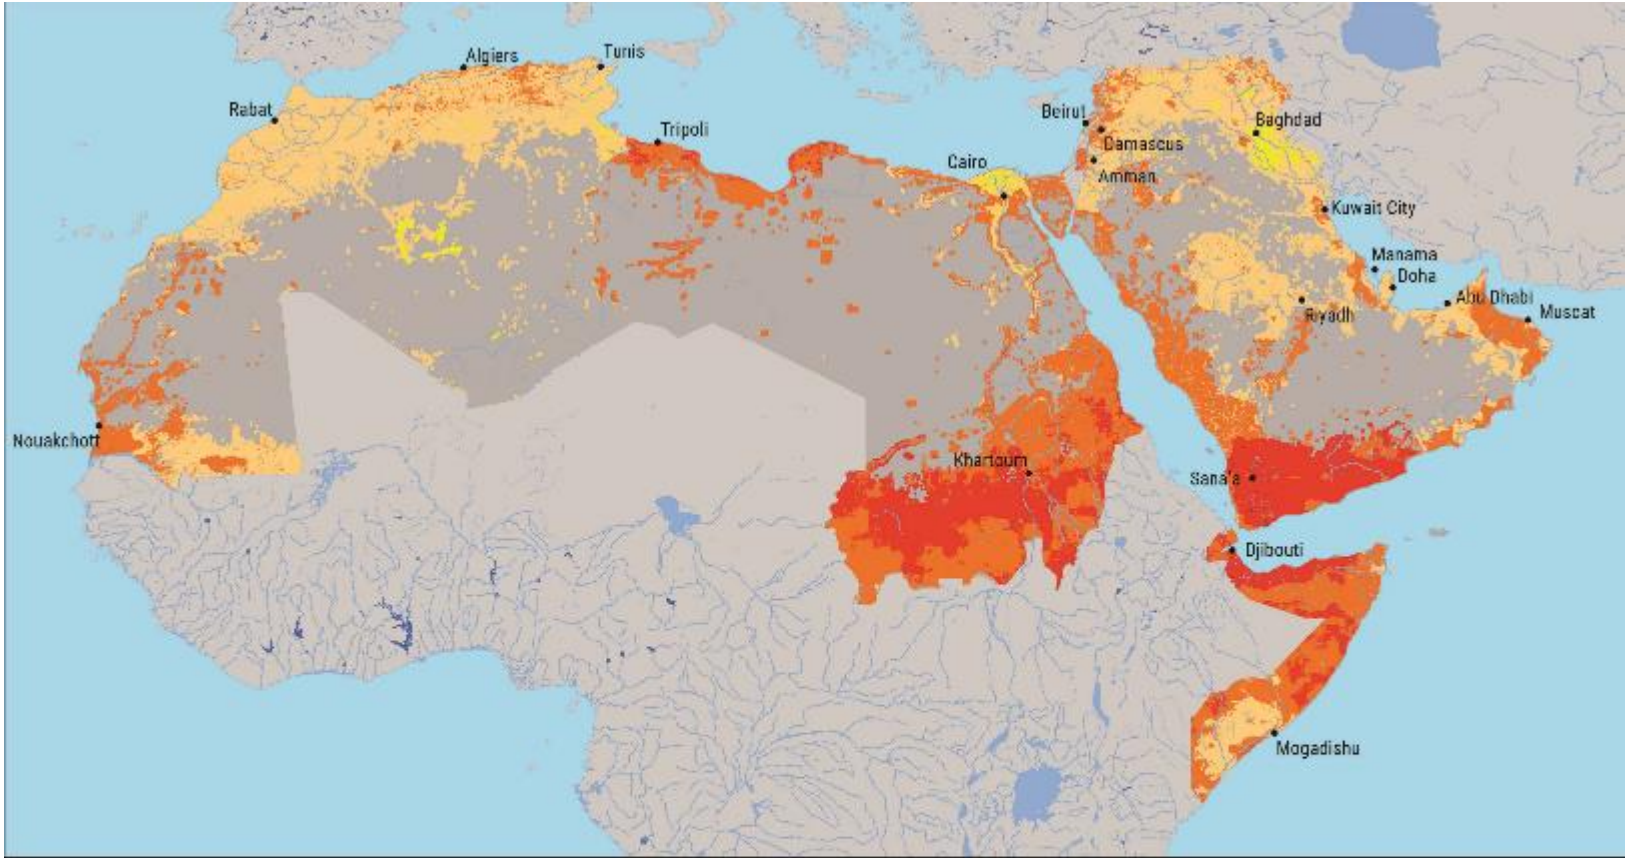 Algiers
Tunis
Rabat
Tripoli
Beirut
Baghdad
Damascus
Cairo
Amman
Kuwait City
Manama
Doha
Abu Dhabi
Riyadh
Muscat
Nouakchott
Khartoum
Sana'a
Djibouti
Mogadishu